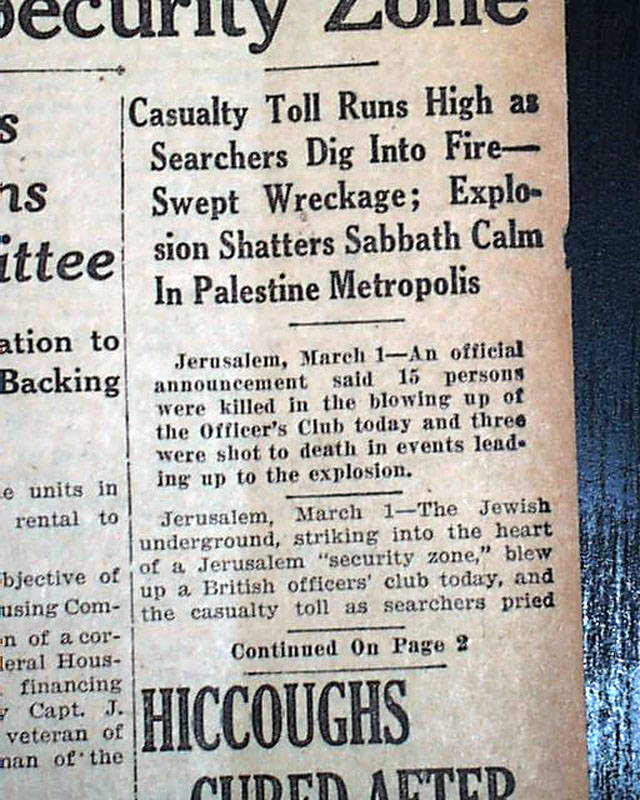 Security Zone
s
ns
ittee
ation to
Backing
e units in
rental to
bjective of
using Com-
n of a cor-
leral Hous-
financing
y Capt. J.
veteran of
nan of the
Casualty Toll Runs High as
Searchers Dig Into Fire—
Swept Wreckage; Explo-
sion Shatters Sabbath Calm
In Palestine Metropolis
Jerusalem, March 1—An official
announcement said 15 persons
were killed in the blowing up of
the Officer's Club today and three
were shot to death in events lead-
ing up to the explosion.
Jerusalem, March 1—The Jewish
underground, striking into the heart
of a Jerusalem "security zone," blew
up a British officers' club today, and
the casualty toll as searchers pried
Continued On Page 2
HICCOUGHS
CURED AFTER